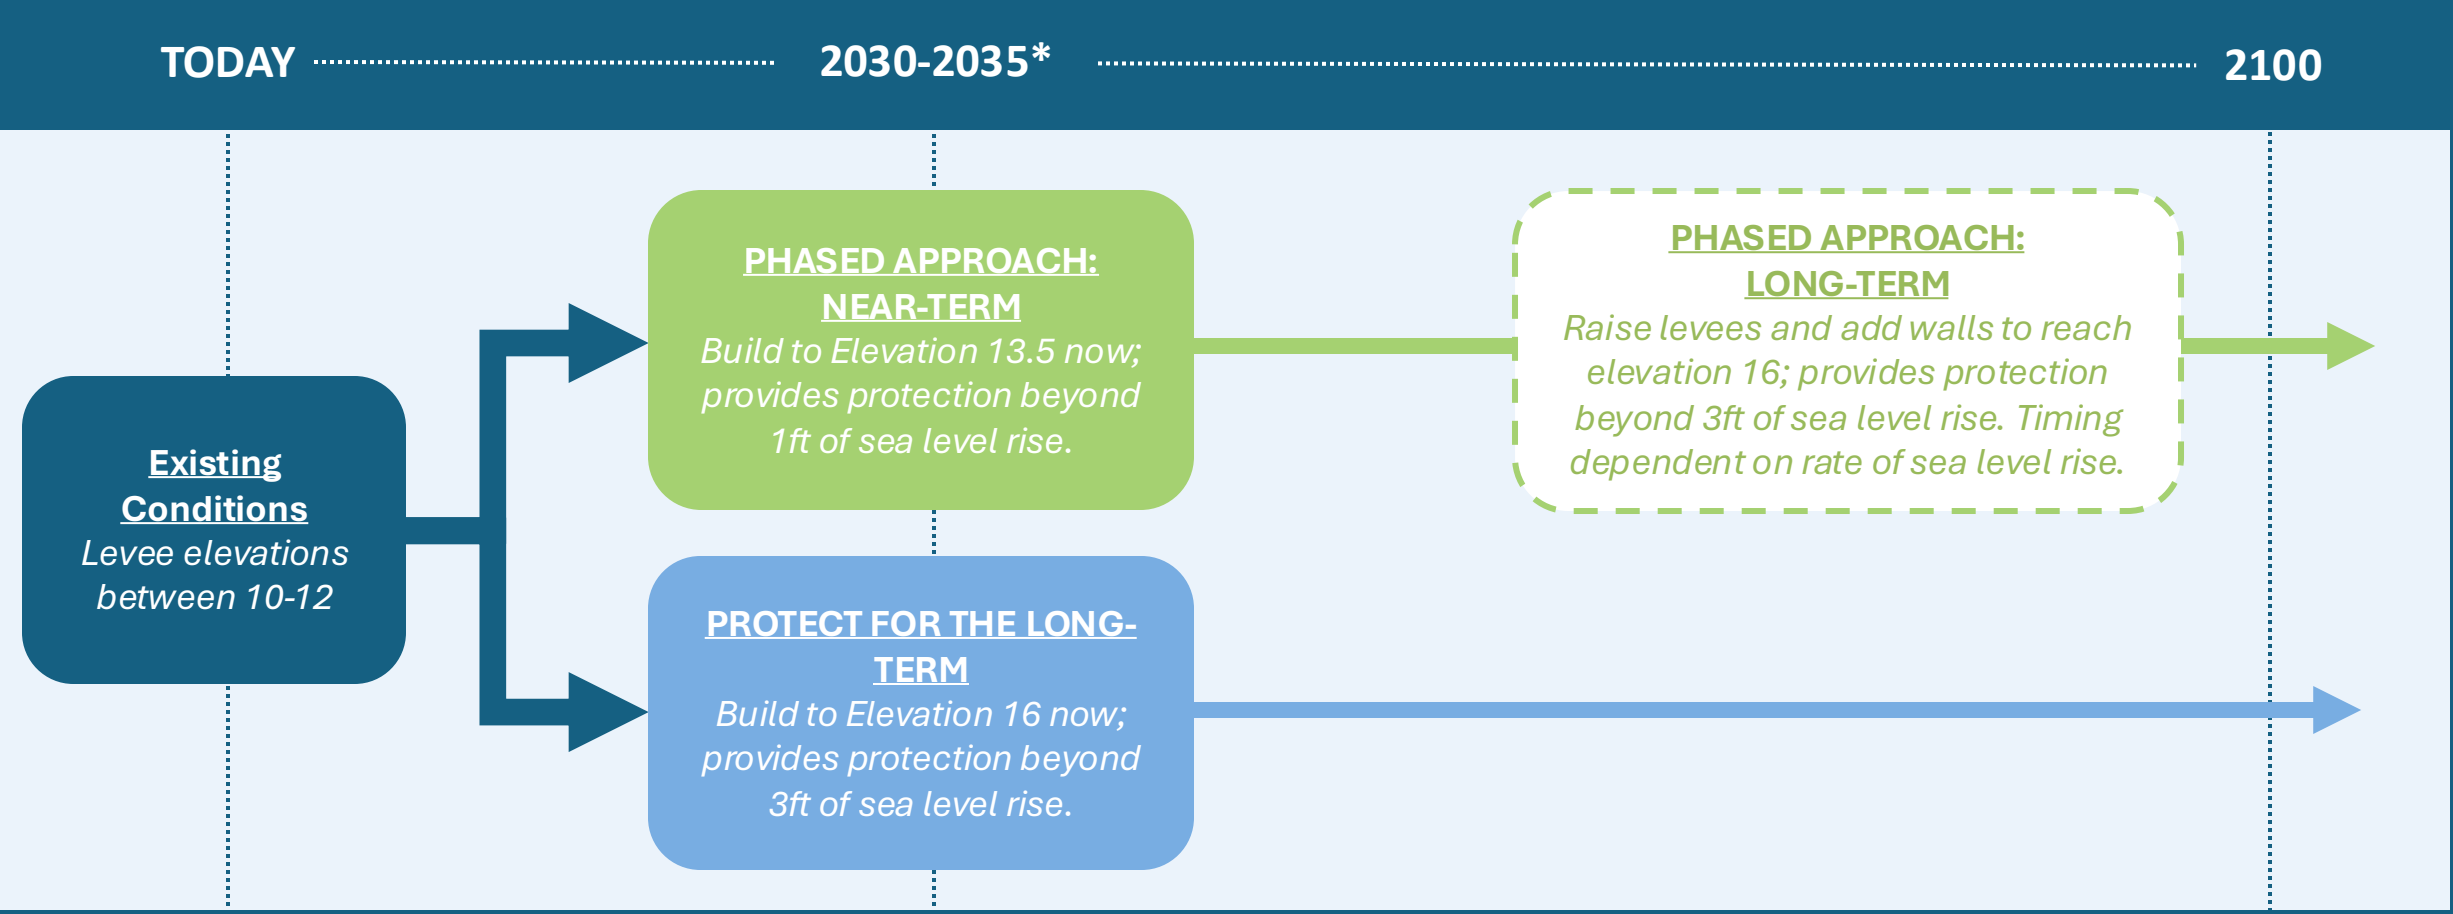 TODAY
2030-2035*
2100
Existing
Conditions
Levee elevations
between 10-12
PHASED APPROACH:
NEAR-TERM
Build to Elevation 13.5 now;
provides protection beyond
1ft of sea level rise.
PHASED APPROACH:
LONG-TERM
Raise levees and add walls to reach
elevation 16; provides protection
beyond 3ft of sea level rise. Timing
dependent on rate of sea level rise.
PROTECT FOR THE LONG-
TERM
Build to Elevation 16 now;
provides protection beyond
3ft of sea level rise.